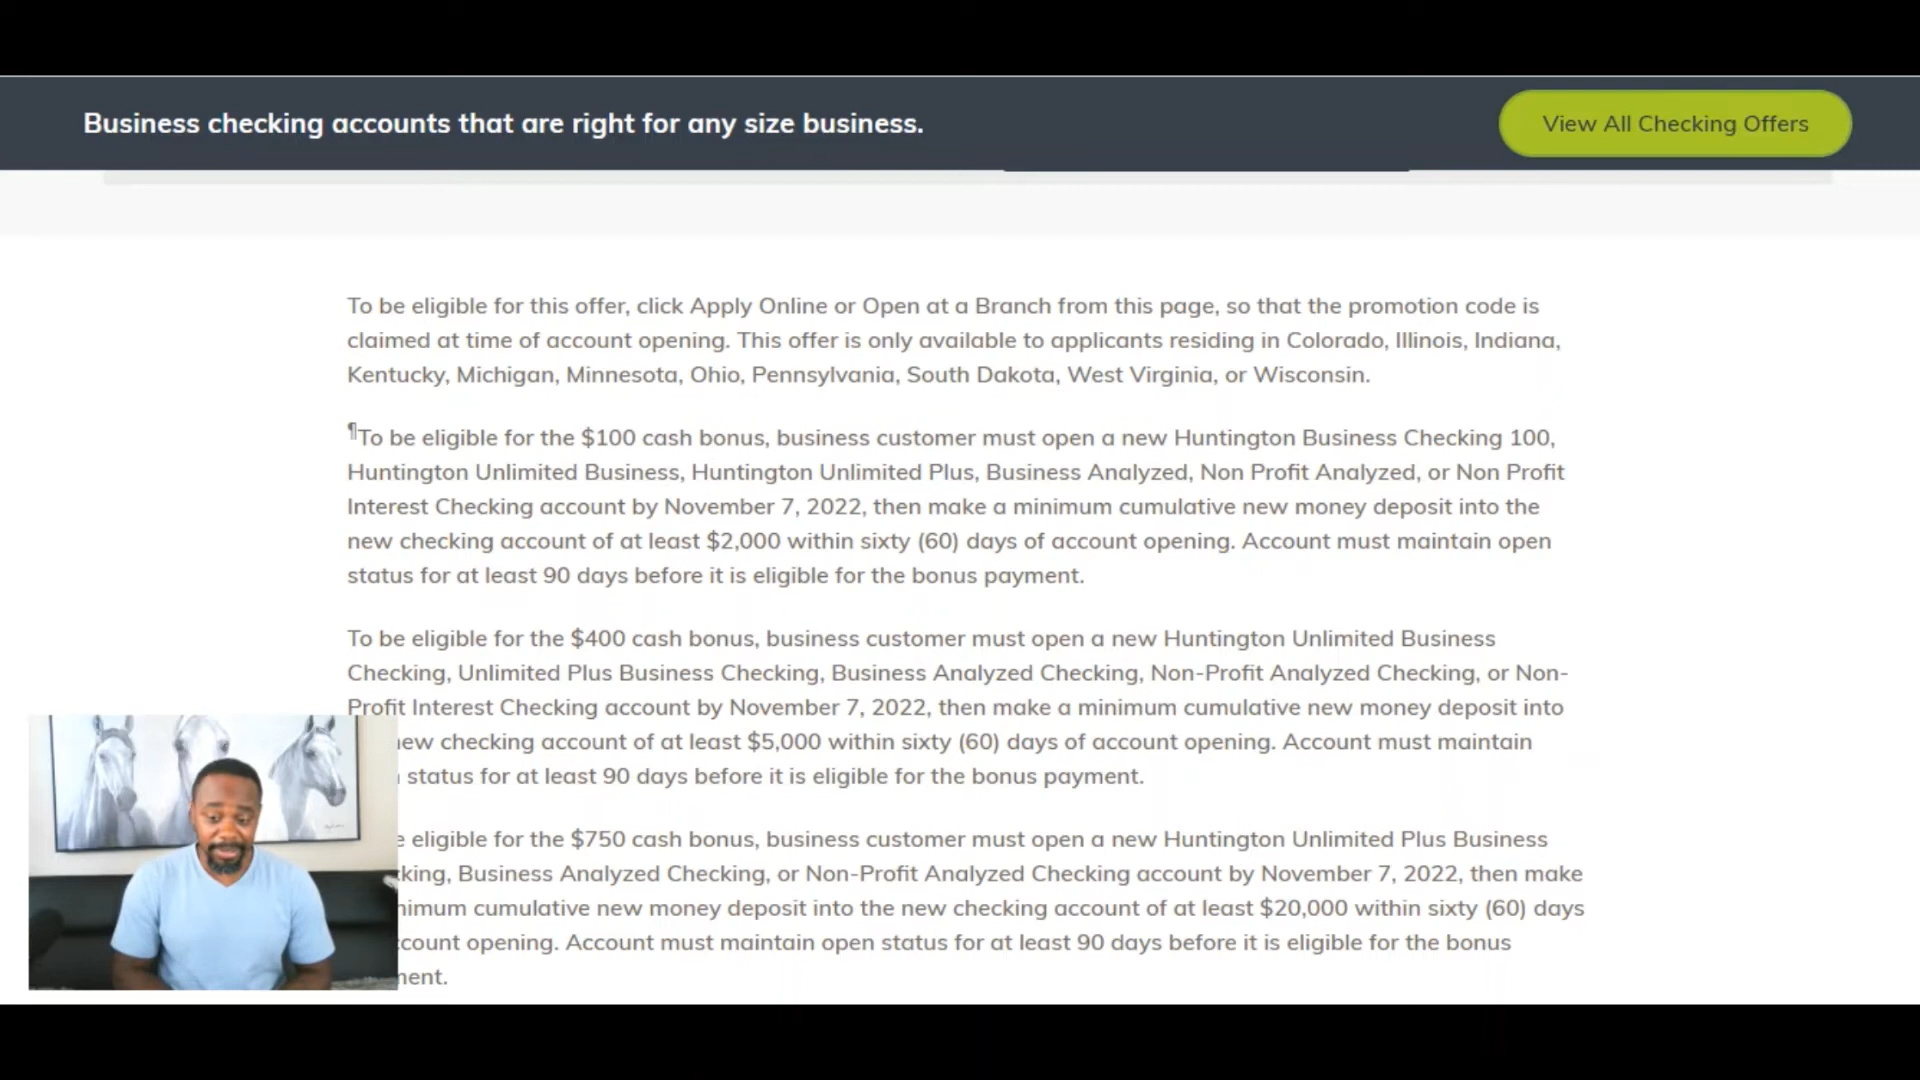 Business checking accounts that are right for any size business.
View All Checking Offers
To be eligible for this offer, click Apply Online or Open at a Branch from this page, so that the promotion code is
claimed at time of account opening. This offer is only available to applicants residing in Colorado, Illinois, Indiana,
Kentucky, Michigan, Minnesota, Ohio, Pennsylvania, South Dakota, West Virginia, or Wisconsin.
¶To be eligible for the $100 cash bonus, business customer must open a new Huntington Business Checking 100,
Huntington Unlimited Business, Huntington Unlimited Plus, Business Analyzed, Non Profit Analyzed, or Non Profit
Interest Checking account by November 7, 2022, then make a minimum cumulative new money deposit into the
new checking account of at least $2,000 within sixty (60) days of account opening. Account must maintain open
status for at least 90 days before it is eligible for the bonus payment.
To be eligible for the $400 cash bonus, business customer must open a new Huntington Unlimited Business
Checking, Unlimited Plus Business Checking, Business Analyzed Checking, Non-Profit Analyzed Checking, or Non-
Profit Interest Checking account by November 7, 2022, then make a minimum cumulative new money deposit into
ew checking account of at least $5,000 within sixty (60) days of account opening. Account must maintain
status for at least 90 days before it is eligible for the bonus payment.
e eligible for the $750 cash bonus, business customer must open a new Huntington Unlimited Plus Business
king, Business Analyzed Checking, or Non-Profit Analyzed Checking account by November 7, 2022, then make
nimum cumulative new money deposit into the new checking account of at least $20,000 within sixty (60) days
count opening. Account must maintain open status for at least 90 days before it is eligible for the bonus
ment.